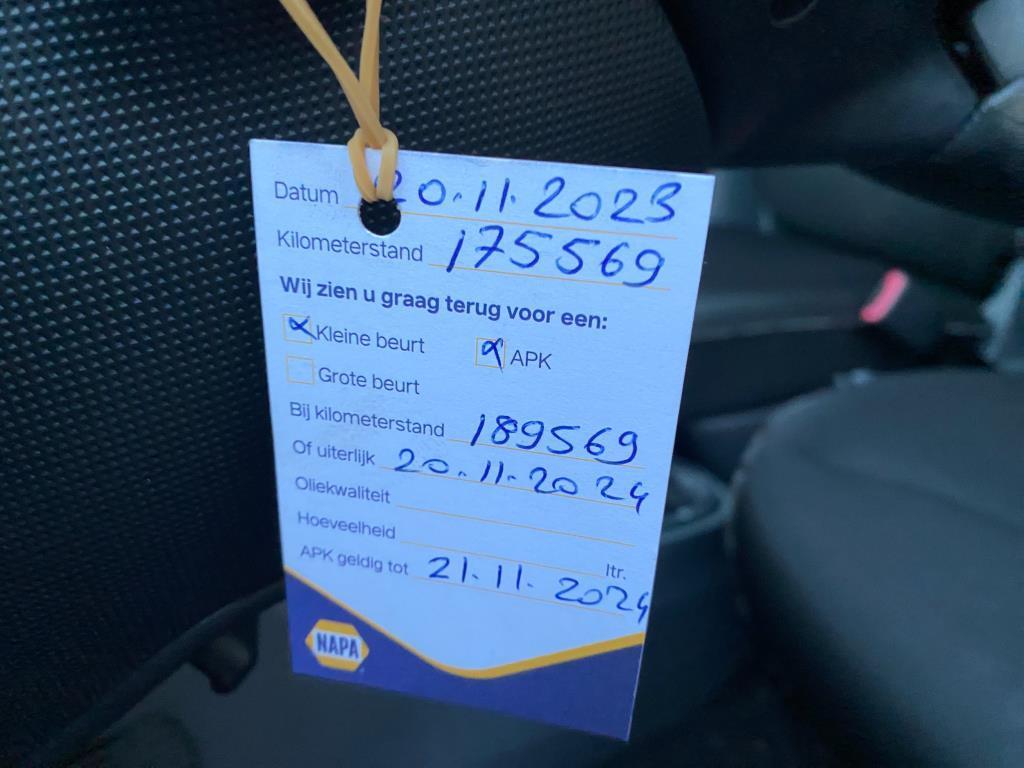 Datum 20.11.2023
Kilometerstand 175569
Wij zien u graag terug voor een:
Kleine beurt APK
Grote beurt
Bij kilometerstand 189569
Of uiterlijk 20.11.2024
Oliekwaliteit
Hoeveelheid ltr.
APK geldig tot 21.11.2024
NAPA